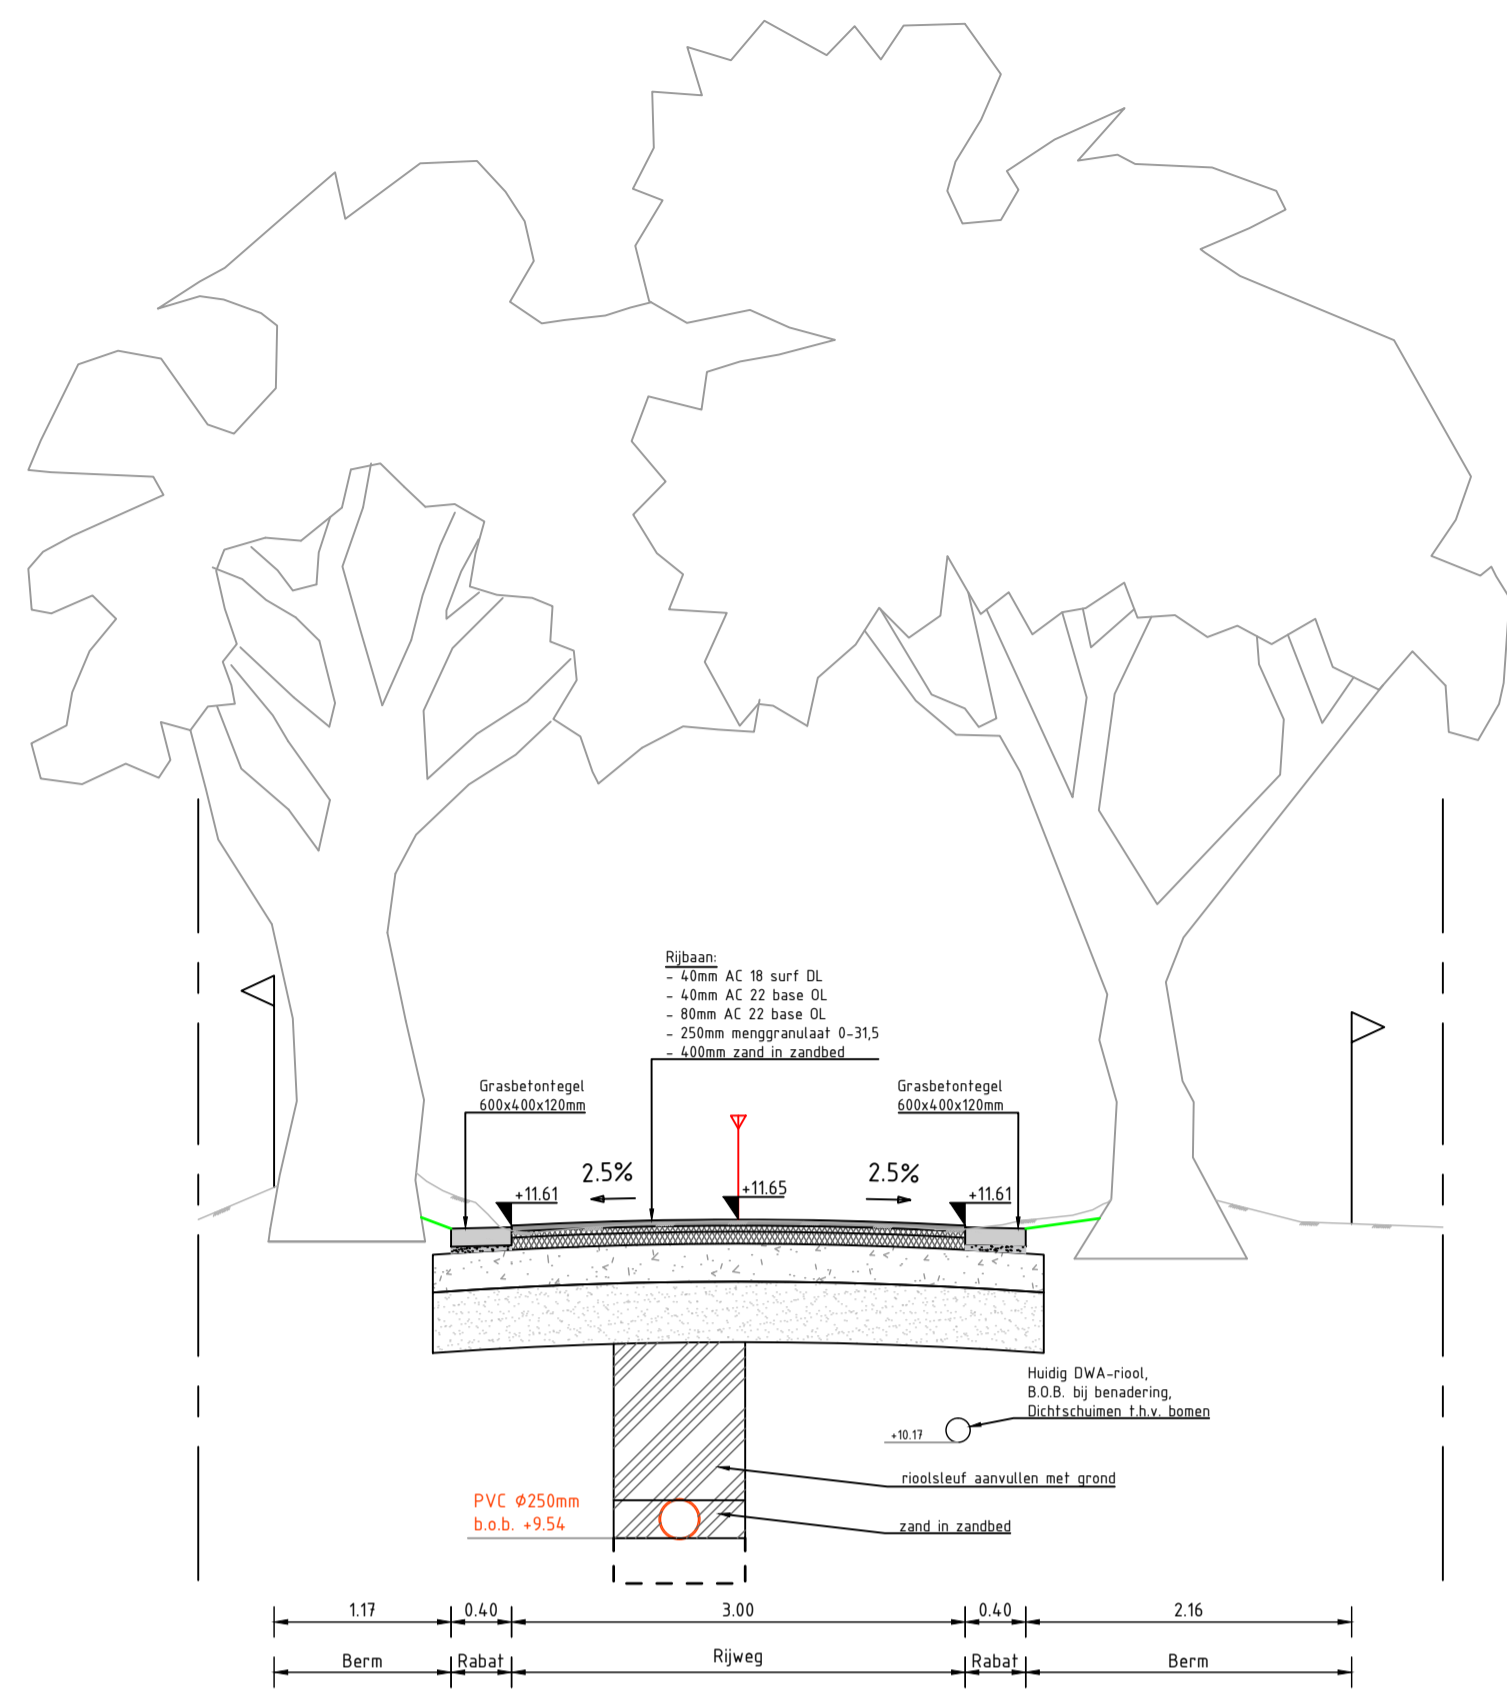 Rijbaan:
- 40mm AC 18 surf DL
- 40mm AC 22 base OL
- 80mm AC 22 base OL
- 250mm menggranulaat 0-31,5
- 400mm zand in zandbed
Grasbetontegel
600x400x120mm
Grasbetontegel
600x400x120mm
2.5%
2.5%
+11.61
+11.65
+11.61
Huidig DWA-riool,
B.O.B. bij benadering,
Dichtschuimen t.h.v. bomen
+10.17
rioolsleuf aanvullen met grond
PVC Ø250mm
b.o.b. +9.54
zand in zandbed
1.17 0.40 3.00 0.40 2.16
Berm Rabat Rijweg Rabat Berm